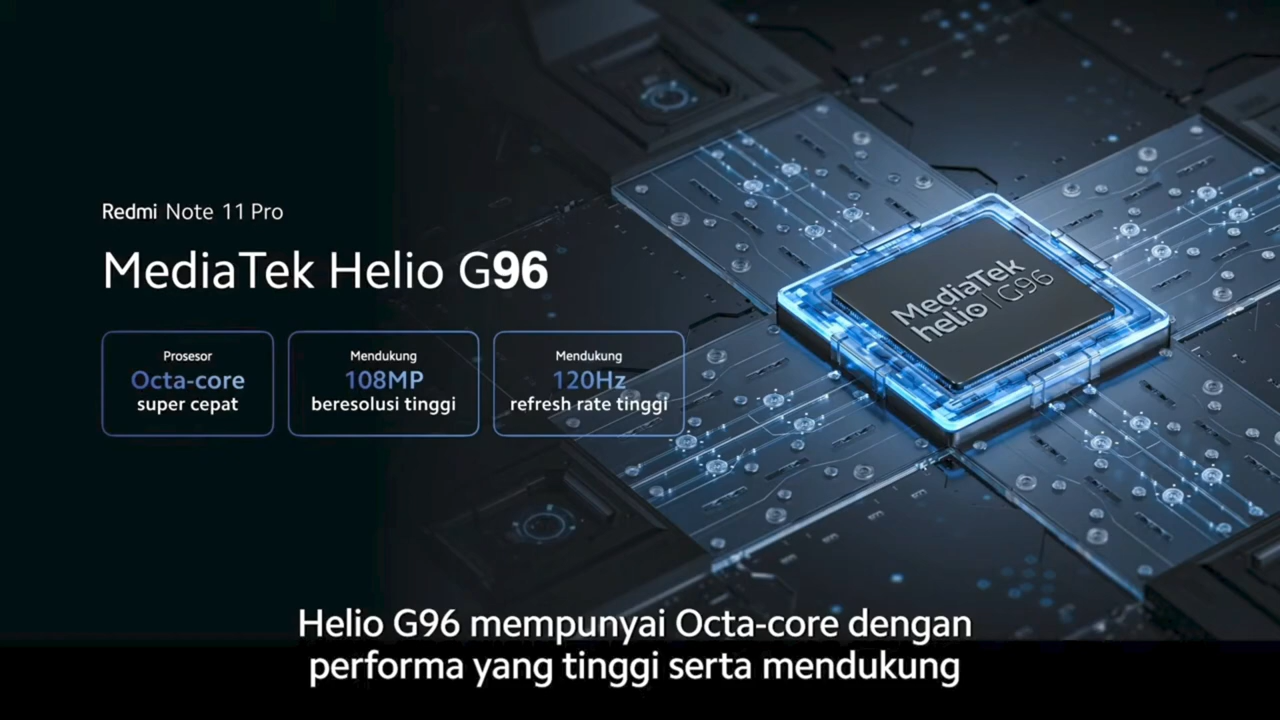 Redmi Note 11 Pro
MediaTek Helio G96
Prosesor
Octa-core
super cepat
Mendukung
108MP
beresolusi tinggi
Mendukung
120Hz
refresh rate tinggi
MediaTek
helio | G96
Helio G96 mempunyai Octa-core dengan
performa yang tinggi serta mendukung